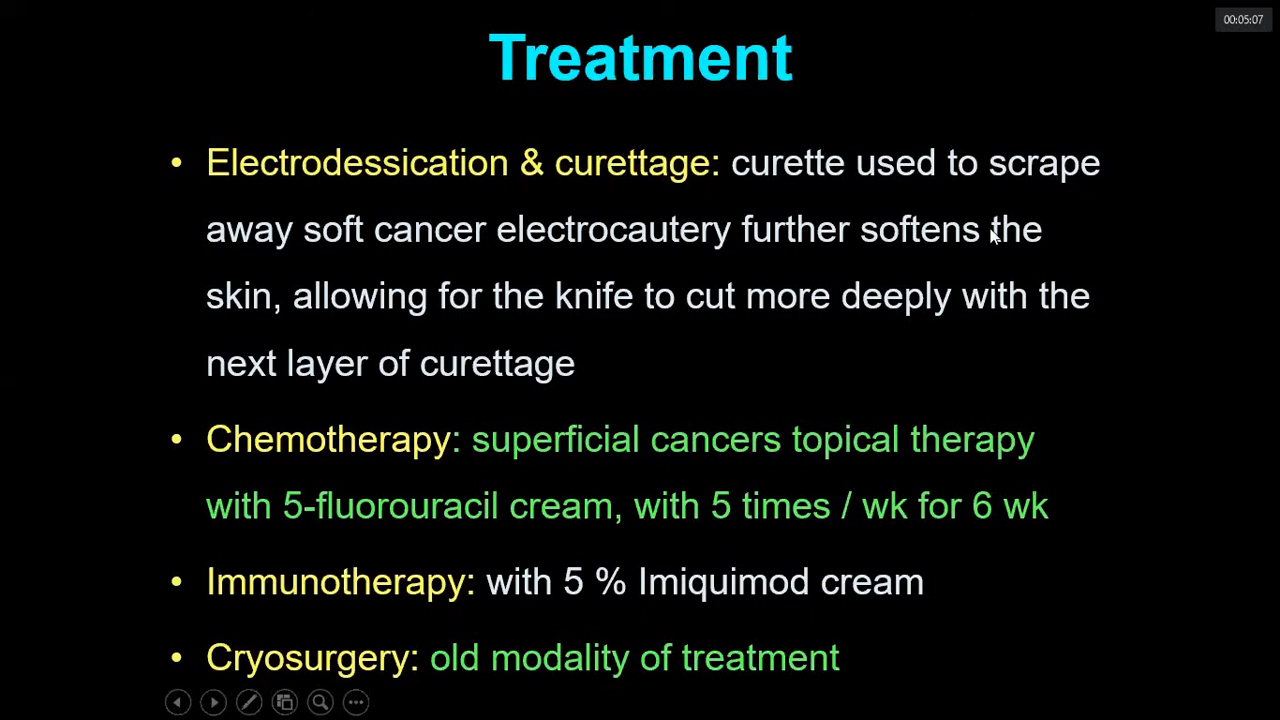 00:05:07
Treatment
• Electrodessication & curettage: curette used to scrape
away soft cancer electrocautery further softens the
skin, allowing for the knife to cut more deeply with the
next layer of curettage
• Chemotherapy: superficial cancers topical therapy
with 5-fluorouracil cream, with 5 times / wk for 6 wk
• Immunotherapy: with 5 % Imiquimod cream
• Cryosurgery: old modality of treatment